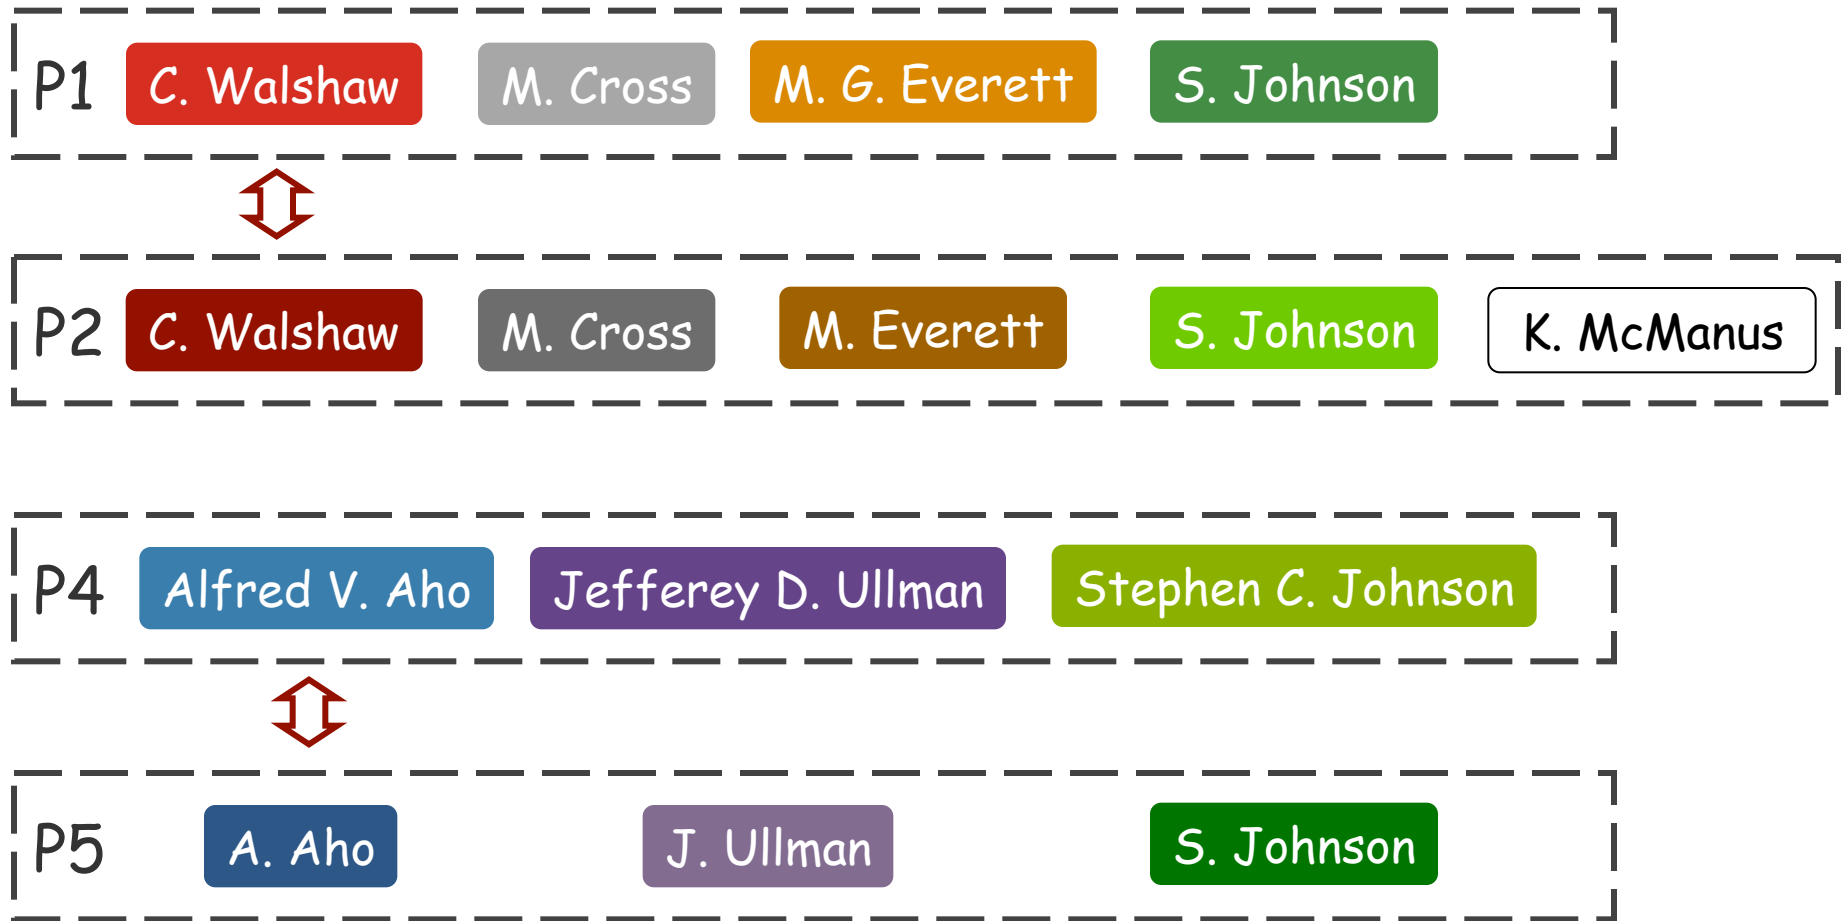 P1 C. Walshaw M. Cross M. G. Everett S. Johnson
P2 C. Walshaw M. Cross M. Everett S. Johnson K. McManus
P4 Alfred V. Aho Jefferey D. Ullman Stephen C. Johnson
P5 A. Aho J. Ullman S. Johnson